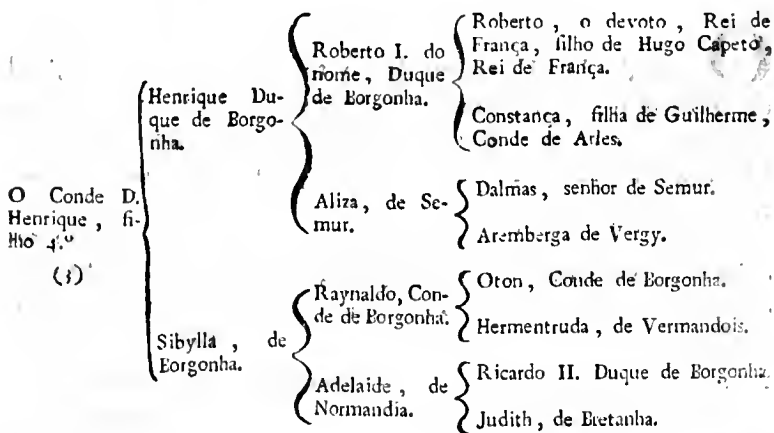 O Conde D.
Henrique, fi-
lho 4.º
(3)
Henrique Du-
que de Borgo-
nha.
Sibylla, de
Borgonha.
Roberto I. do
nome, Duque
de Borgonha.
Aliza, de Se-
mur.
Raynaldo, Con-
de de Borgonha.
Adelaide, de
Normandia.
Roberto, o devoto, Rei de
França, filho de Hugo Capeto,
Rei de França.
Constança, filha de Guilherme,
Conde de Arles.
Dalmas, senhor de Semur.
Aremberga de Vergy.
Oton, Conde de Borgonha.
Hermentruda, de Vermandois.
Ricardo II. Duque de Borgonha.
Judith, de Bretanha.